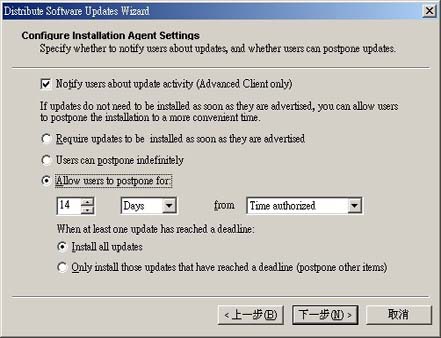 Distribute Software Updates Wizard
Configure Installation Agent Settings
Specify whether to notify users about updates, and whether users can postpone updates.
Notify users about update activity (Advanced Client only)
If updates do not need to be installed as soon as they are advertised, you can allow users
to postpone the installation to a more convenient time.
Require updates to be installed as soon as they are advertised
Users can postpone indefinitely
Allow users to postpone for:
14 Days from Time authorized
When at least one update has reached a deadline:
Install all updates
Only install those updates that have reached a deadline (postpone other items)
<上一步(B) 下一步(N)> 取消